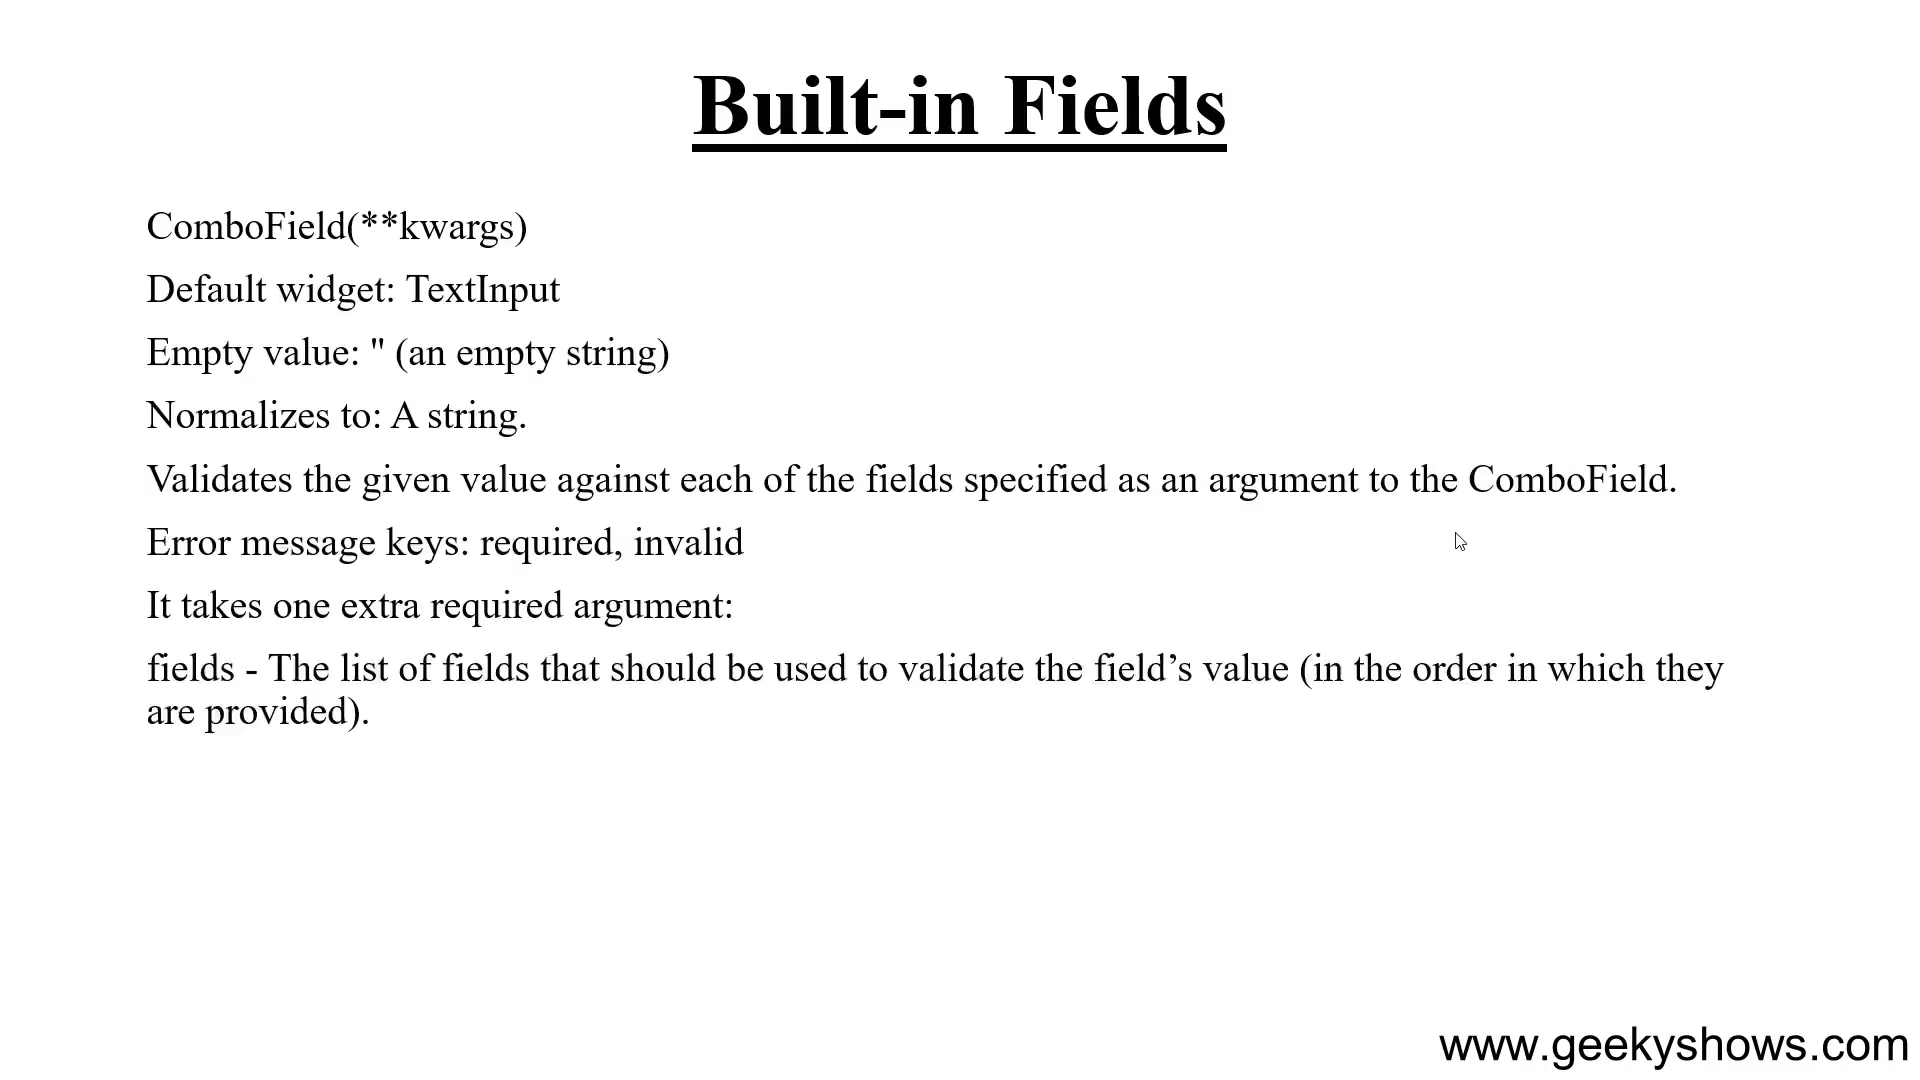 Built-in Fields
ComboField(**kwargs)
Default widget: TextInput
Empty value: '' (an empty string)
Normalizes to: A string.
Validates the given value against each of the fields specified as an argument to the ComboField.
Error message keys: required, invalid
It takes one extra required argument:
fields - The list of fields that should be used to validate the field’s value (in the order in which they
are provided).
www.geekyshows.com